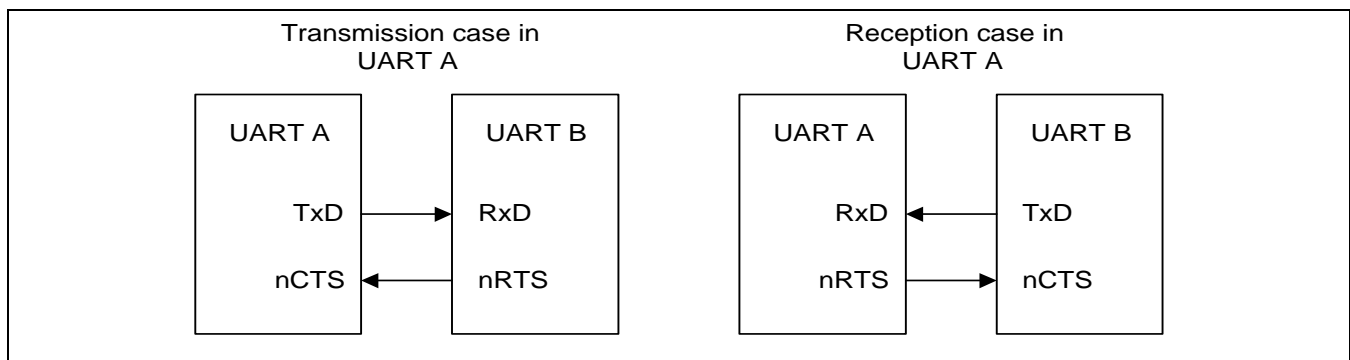 Transmission case in
UART A
UART A
UART B
TxD
RxD
nCTS
nRTS
Reception case in
UART A
UART A
UART B
RxD
TxD
nRTS
nCTS